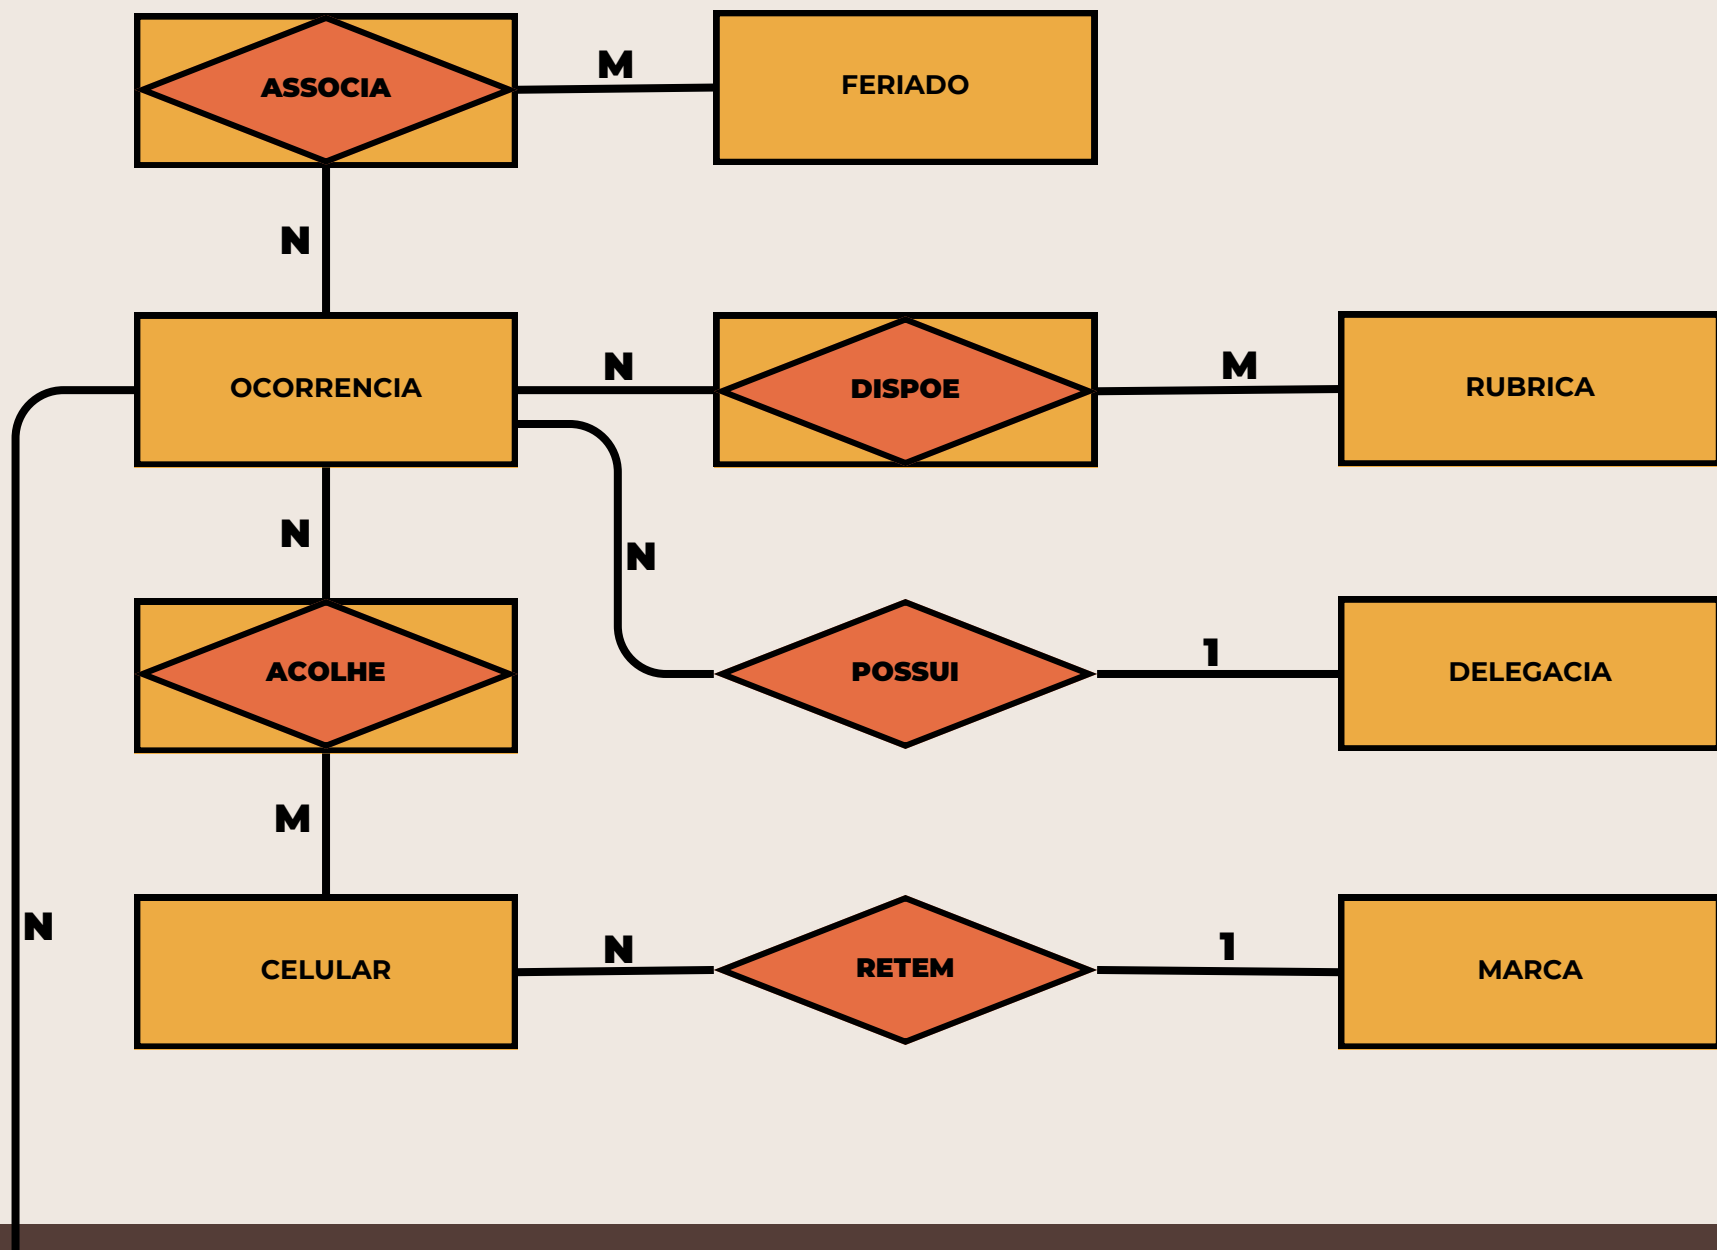 ASSOCIA
M
FERIADO
N
OCORRENCIA
N
DISPOE
M
RUBRICA
N
N
ACOLHE
POSSUI
1
DELEGACIA
M
N
CELULAR
N
RETEM
1
MARCA